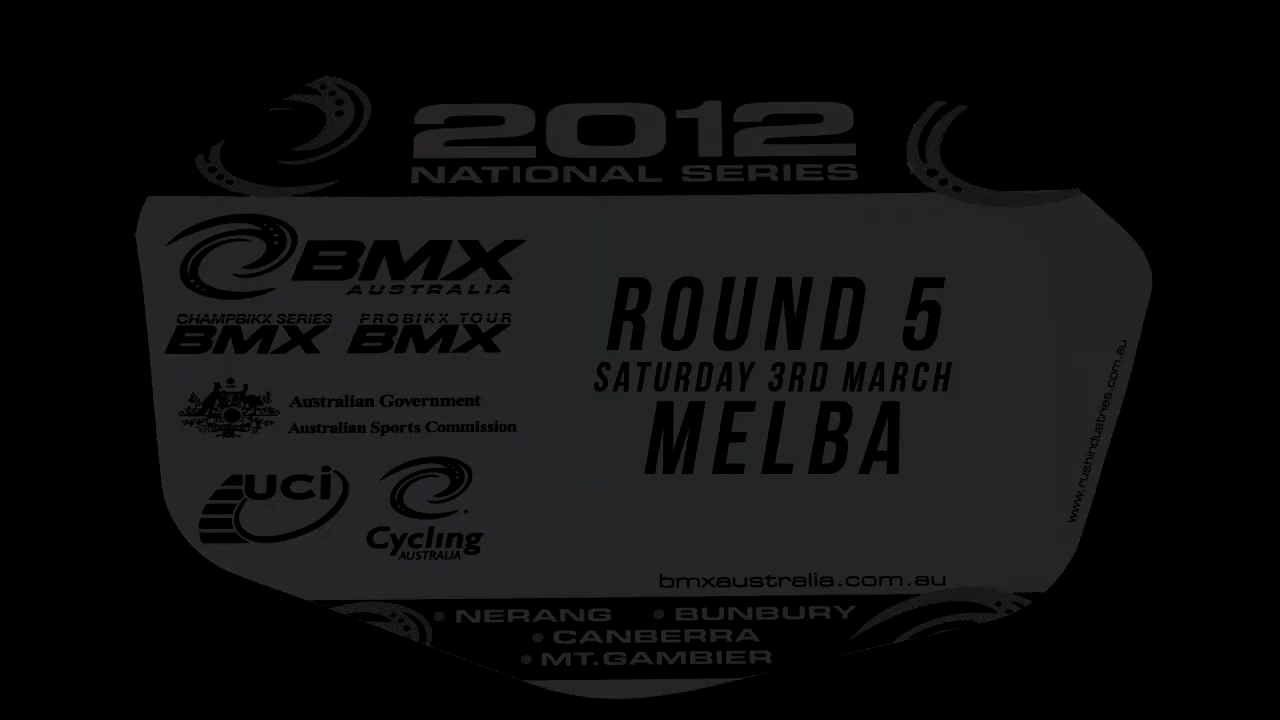 2012
NATIONAL SERIES
BMX
AUSTRALIA
CHAMPBIKX SERIES
BMX
PROBIKX TOUR
BMX
Australian Government
Australian Sports Commission
UCi
Cycling
AUSTRALIA
ROUND 5
SATURDAY 3RD MARCH
MELBA
www.rushindustries.com.au
bmxaustralia.com.au
• NERANG • BUNBURY
• CANBERRA
• MT.GAMBIER